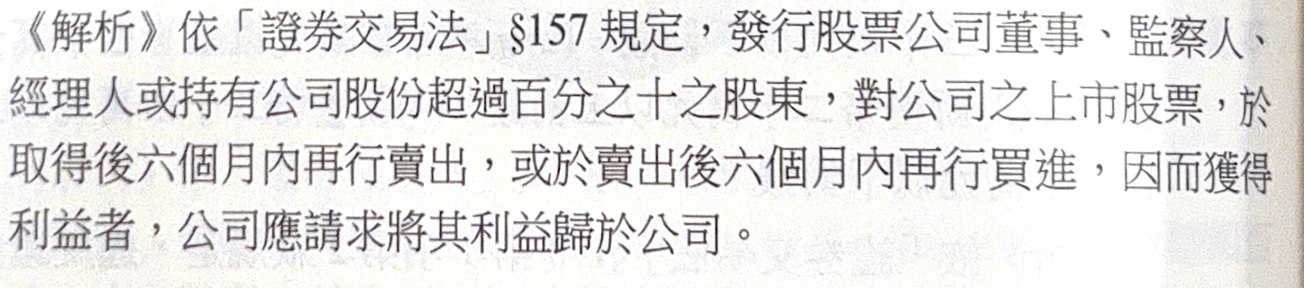 《解析》依「證券交易法」§157 規定，發行股票公司董事、監察人、
經理人或持有公司股份超過百分之十之股東，對公司之上市股票，於
取得後六個月內再行賣出，或於賣出後六個月內再行買進，因而獲得
利益者，公司應請求將其利益歸於公司。